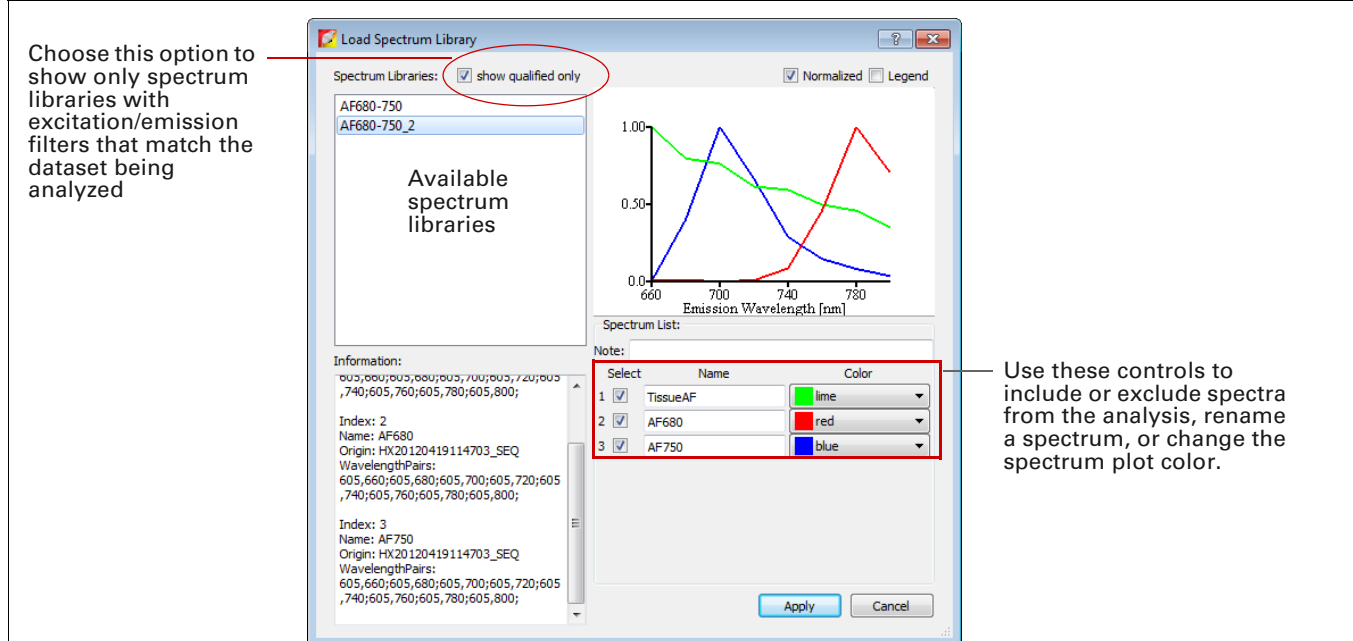 Choose this option to
show only spectrum
libraries with
excitation/emission
filters that match the
dataset being
analyzed
Load Spectrum Library
Spectrum Libraries:
show qualified only
Normalized
Legend
AF680-750
AF680-750_2
Available
spectrum
libraries
1.00
0.50
0.0
660 700 740 780
Emission Wavelength [nm]
Spectrum List:
Note:
Select Name Color
1 TissueAF lime
2 AF680 red
3 AF750 blue
Information:
605,660;605,680;605,700;605,720;605
,740;605,760;605,780;605,800;
Index: 2
Name: AF680
Origin: HX20120419114703_SEQ
WavelengthPairs:
605,660;605,680;605,700;605,720;605
,740;605,760;605,780;605,800;
Index: 3
Name: AF750
Origin: HX20120419114703_SEQ
WavelengthPairs:
605,660;605,680;605,700;605,720;605
,740;605,760;605,780;605,800;
Apply
Cancel
Use these controls to
include or exclude spectra
from the analysis, rename
a spectrum, or change the
spectrum plot color.